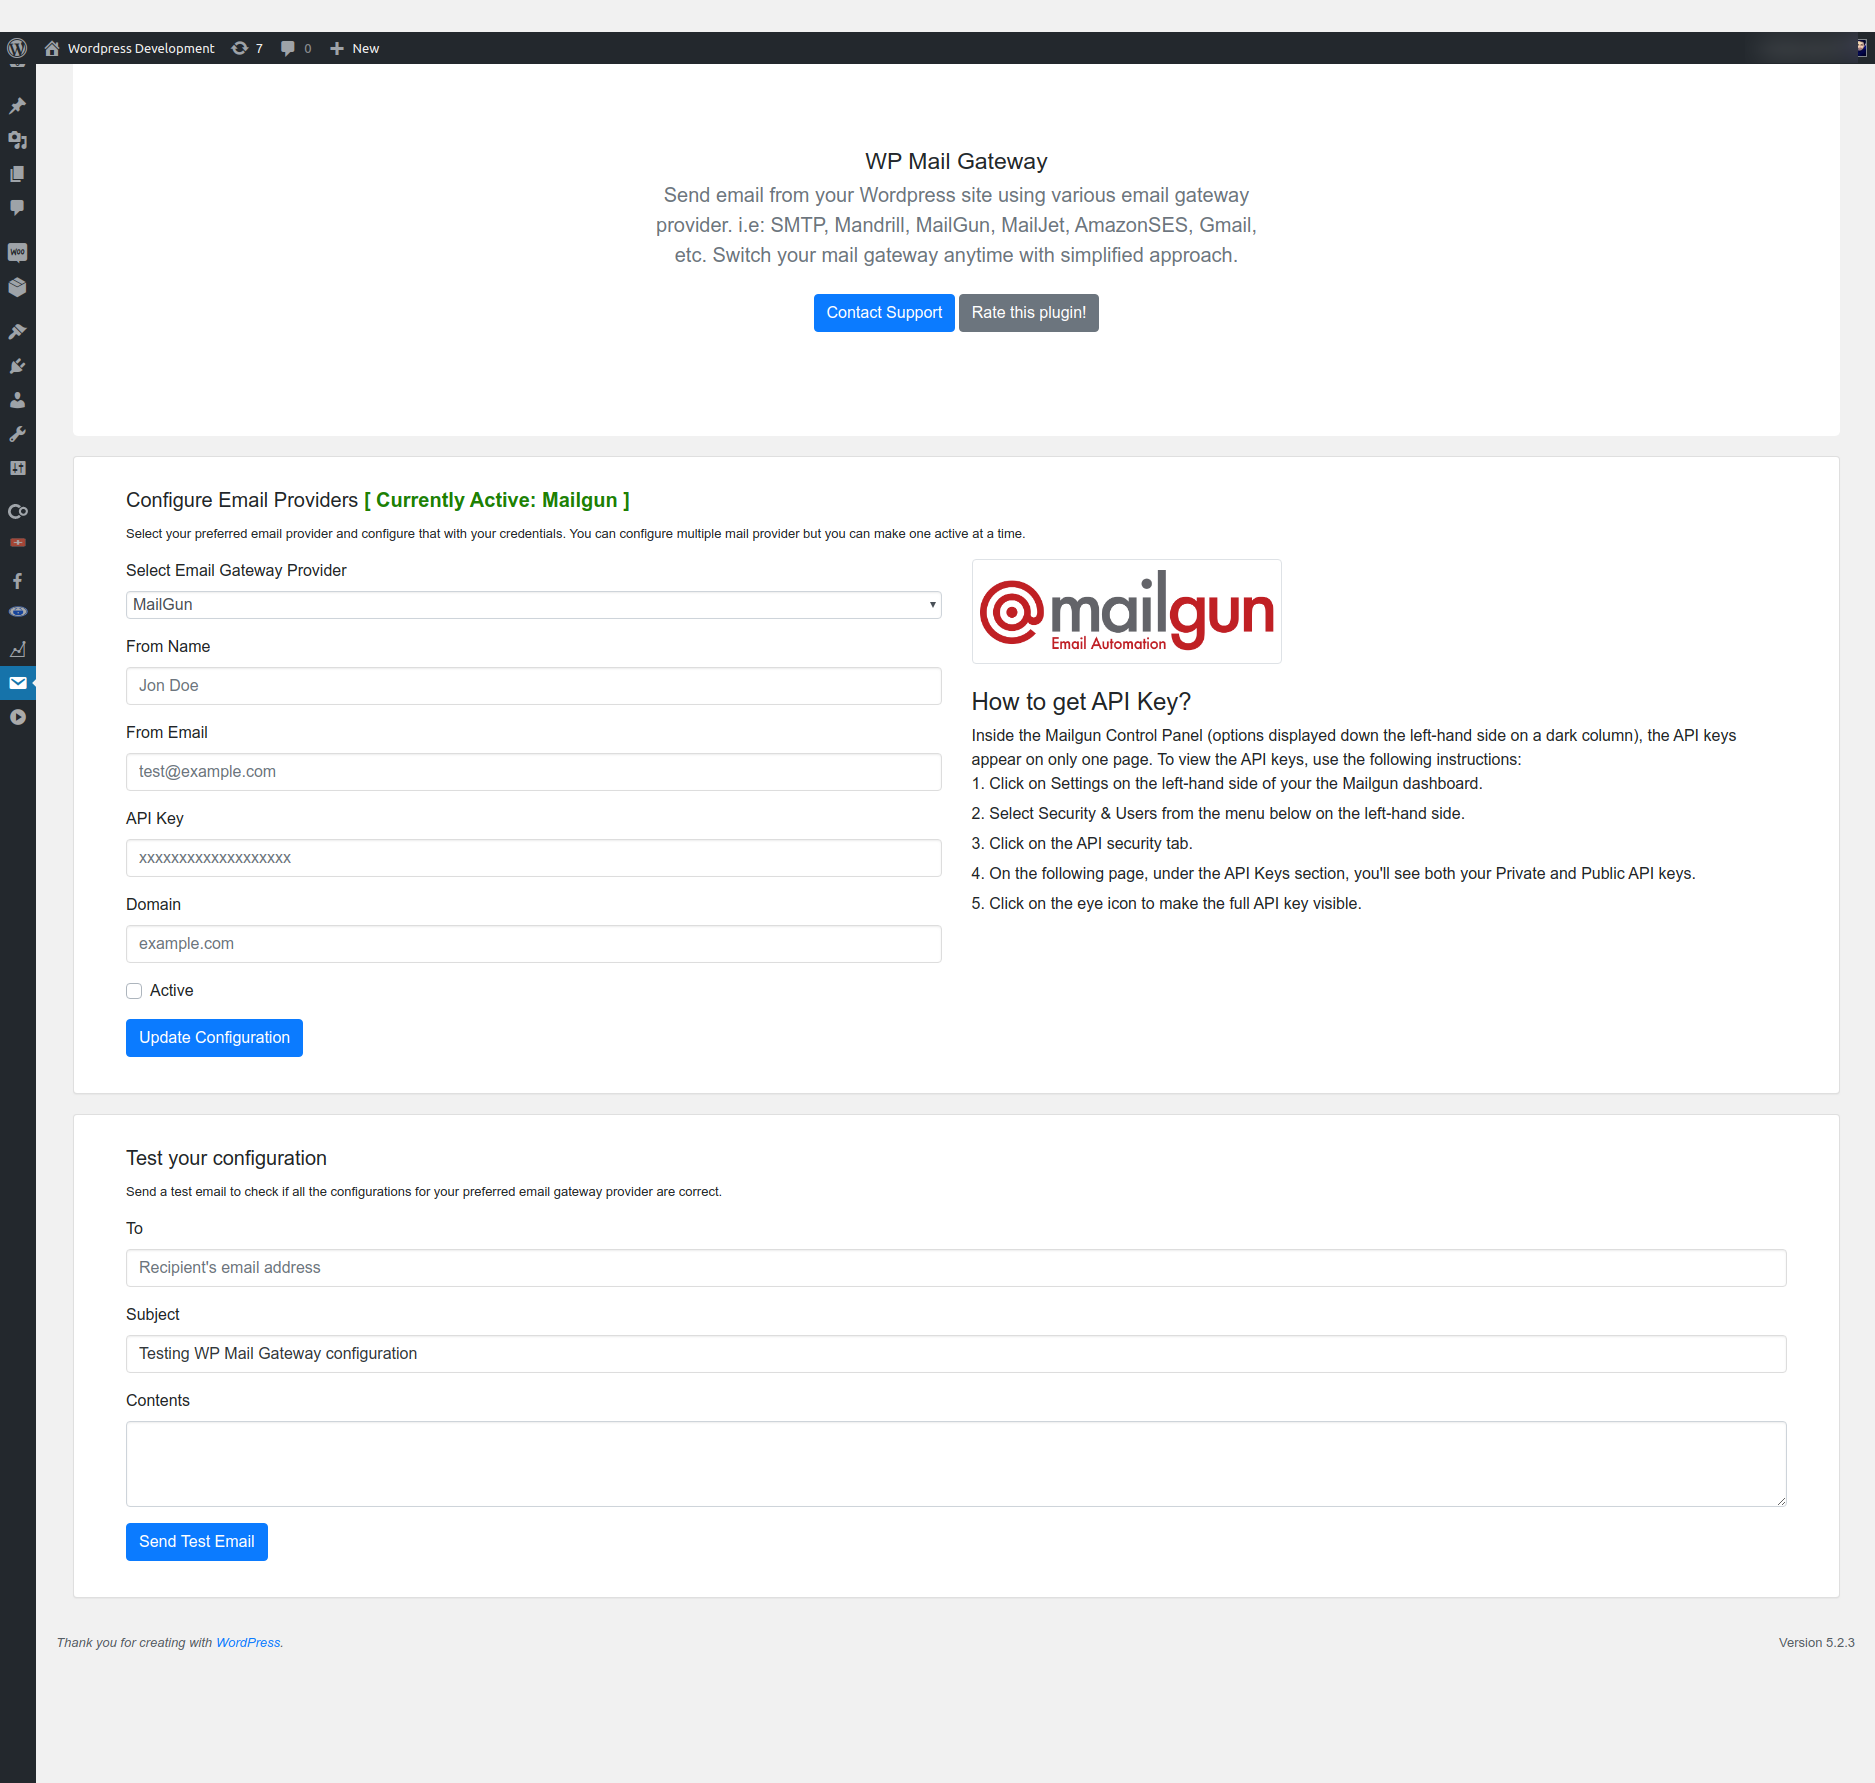 Wordpress Development 7 0 New
WP Mail Gateway
Send email from your Wordpress site using various email gateway
provider. i.e: SMTP, Mandrill, MailGun, MailJet, AmazonSES, Gmail,
etc. Switch your mail gateway anytime with simplified approach.
Contact Support Rate this plugin!
Configure Email Providers [ Currently Active: Mailgun ]
Select your preferred email provider and configure that with your credentials. You can configure multiple mail provider but you can make one active at a time.
Select Email Gateway Provider
MailGun
From Name
Jon Doe
From Email
test@example.com
API Key
xxxxxxxxxxxxxxxxxxx
Domain
example.com
Active
Update Configuration
@mailgun
Email Automation
How to get API Key?
Inside the Mailgun Control Panel (options displayed down the left-hand side on a dark column), the API keys
appear on only one page. To view the API keys, use the following instructions:
1. Click on Settings on the left-hand side of your the Mailgun dashboard.
2. Select Security & Users from the menu below on the left-hand side.
3. Click on the API security tab.
4. On the following page, under the API Keys section, you'll see both your Private and Public API keys.
5. Click on the eye icon to make the full API key visible.
Test your configuration
Send a test email to check if all the configurations for your preferred email gateway provider are correct.
To
Recipient's email address
Subject
Testing WP Mail Gateway configuration
Contents
Send Test Email
Thank you for creating with WordPress.
Version 5.2.3